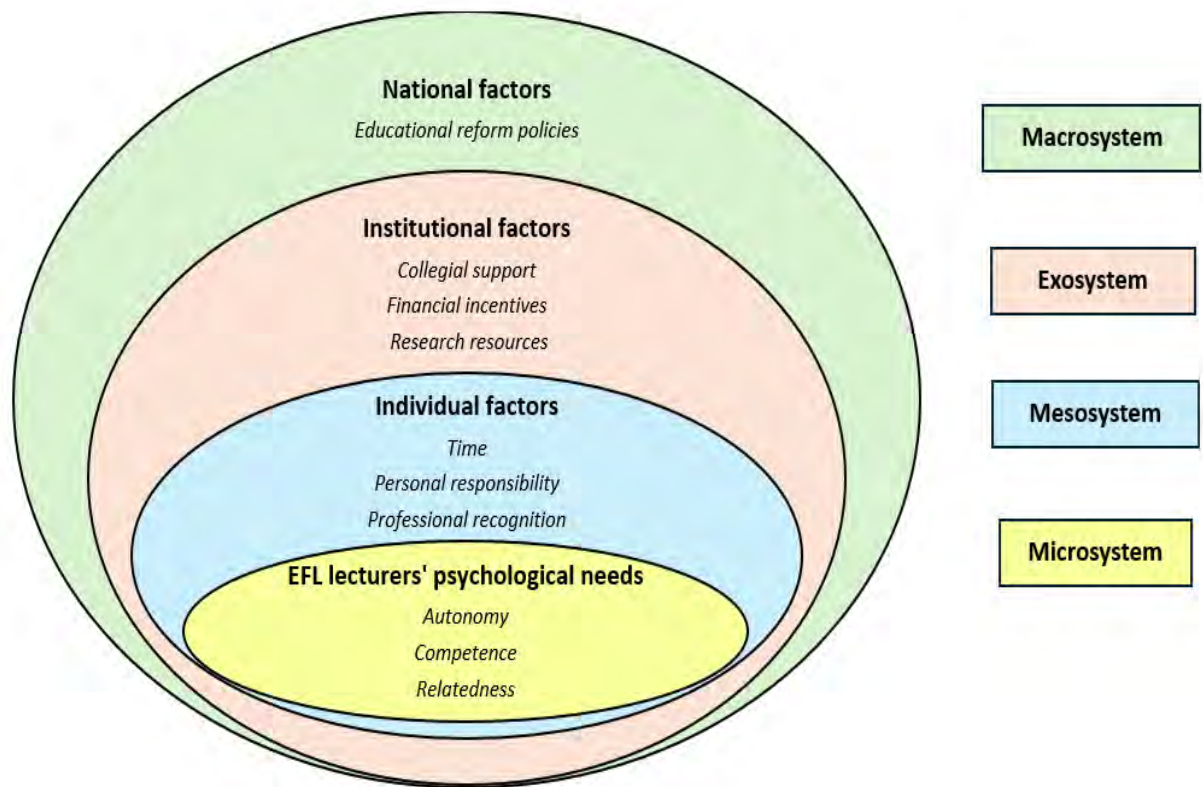 National factors
Educational reform policies
Institutional factors
Collegial support
Financial incentives
Research resources
Individual factors
Time
Personal responsibility
Professional recognition
EFL lecturers' psychological needs
Autonomy
Competence
Relatedness
Macrosystem
Exosystem
Mesosystem
Microsystem